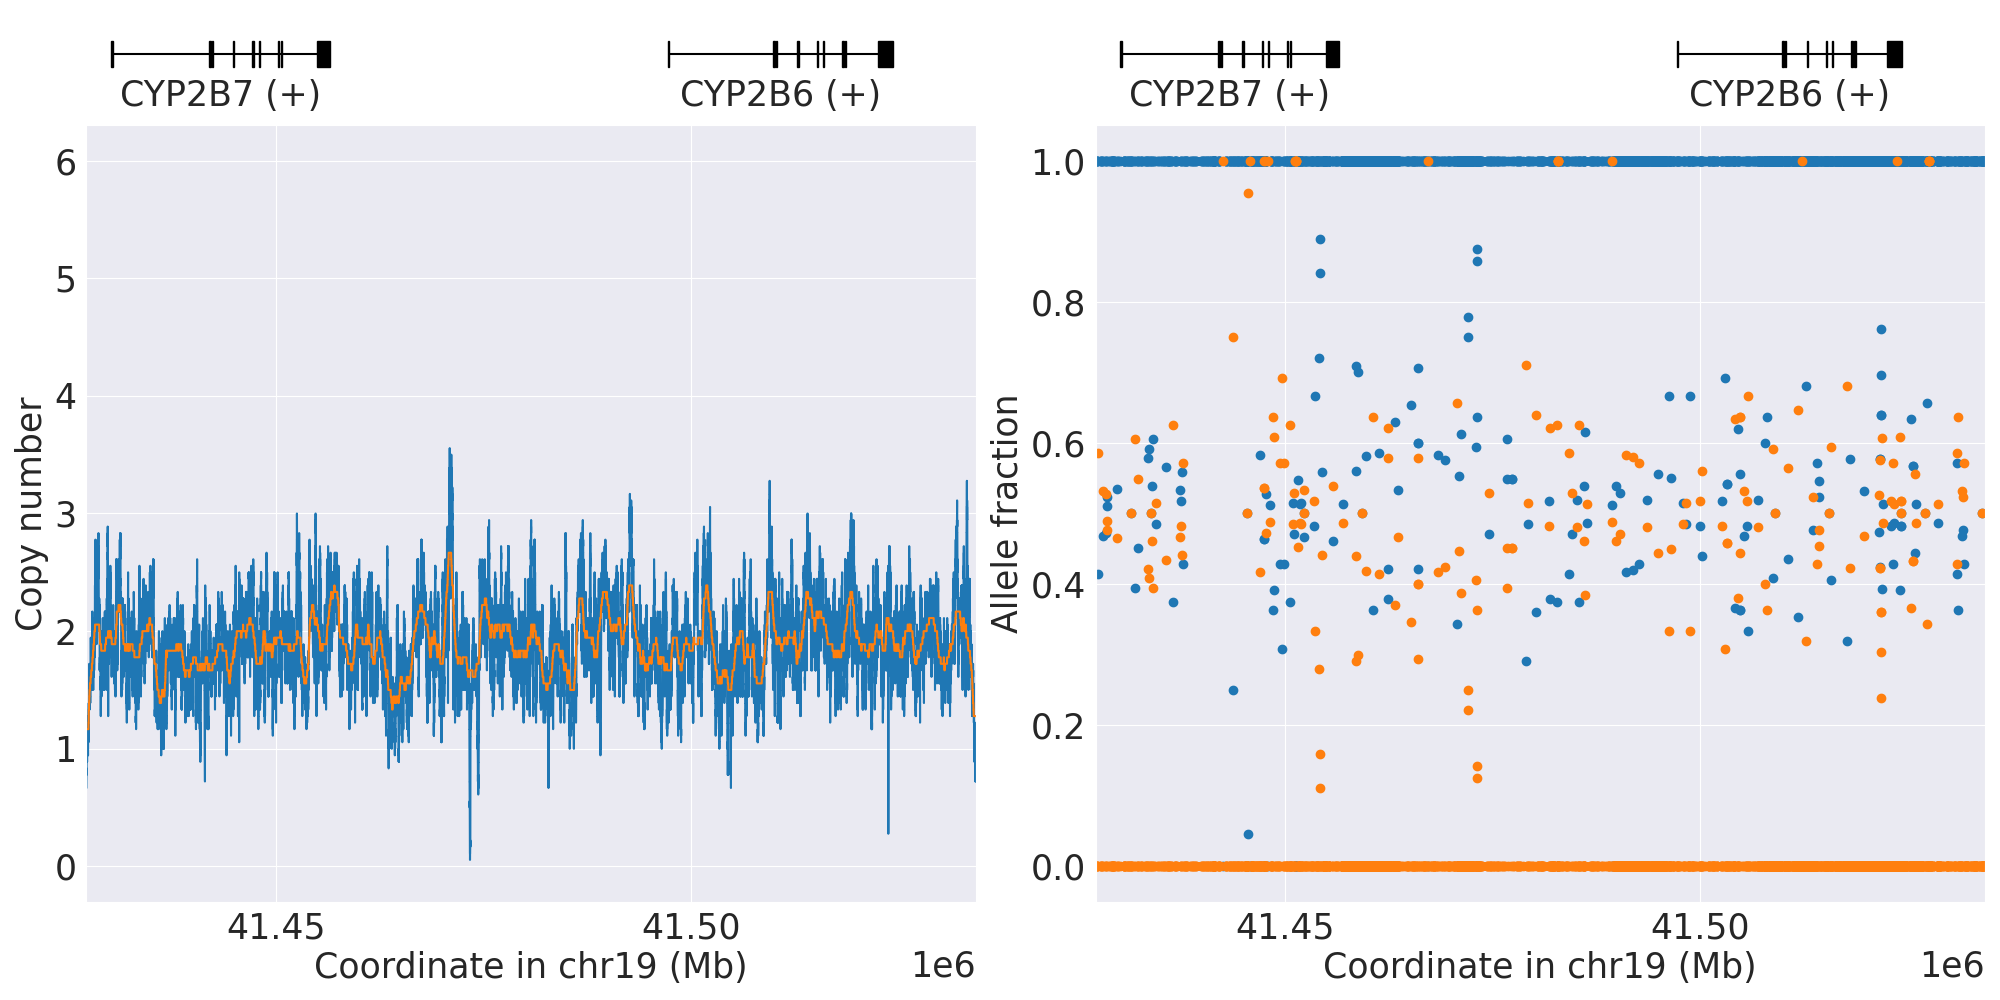 CYP2B7 (+)
CYP2B6 (+)
CYP2B7 (+)
CYP2B6 (+)
Copy number
6
5
4
3
2
1
0
41.45
41.50
Coordinate in chr19 (Mb)
1e6
Allele fraction
1.0
0.8
0.6
0.4
0.2
0.0
41.45
41.50
Coordinate in chr19 (Mb)
1e6